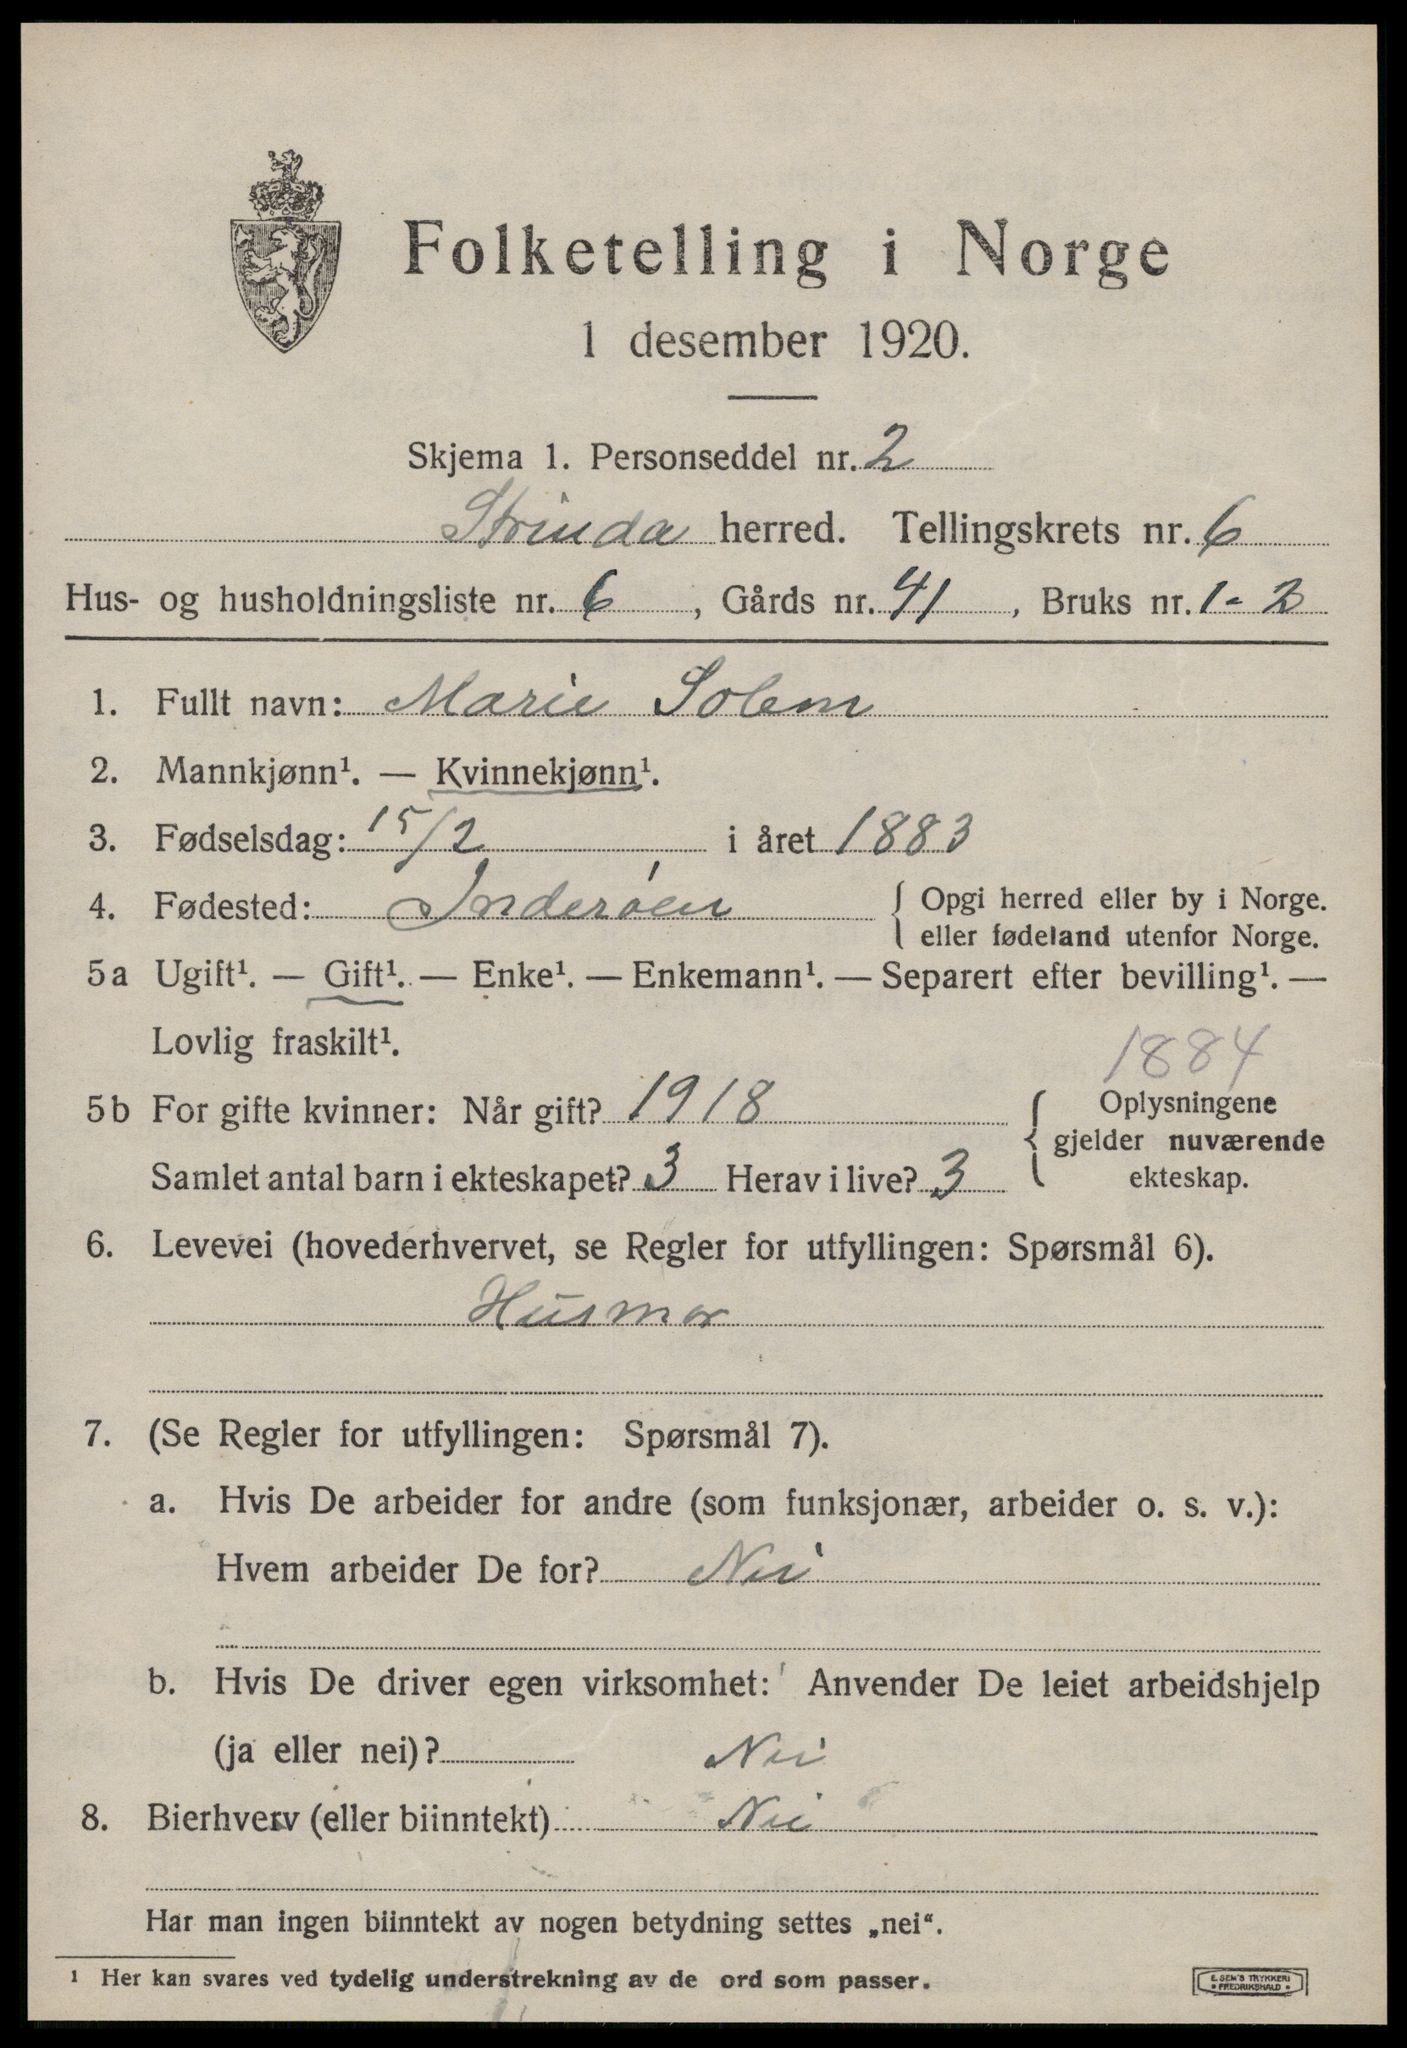 Folketelling i Norge
1 desember 1920.
Skjema 1. Personseddel nr. 2
Strinda herred. Tellingskrets nr. 6
Hus- og husholdningsliste nr. 6, Gårds nr. 41, Bruks nr. 1-2
1. Fullt navn: Marie Solem
2. Mannkjønn¹. — Kvinnekjønn¹.
3. Fødselsdag: 15/2 i året 1883
4. Fødested: Inderøen { Opgi herred eller by i Norge.
eller fødeland utenfor Norge.
5a Ugift¹. — Gift¹. — Enke¹. — Enkemann¹. — Separert efter bevilling¹. —
Lovlig fraskilt¹.
1884
5b For gifte kvinner: Når gift? 1918
Samlet antal barn i ekteskapet? 3 Herav i live? 3
{ Oplysningene
gjelder nuværende
ekteskap.
6. Levevei (hovederhvervet, se Regler for utfyllingen: Spørsmål 6).
Husmor
7. (Se Regler for utfyllingen: Spørsmål 7).
a. Hvis De arbeider for andre (som funksjonær, arbeider o. s. v.):
Hvem arbeider De for? Nei
b. Hvis De driver egen virksomhet: Anvender De leiet arbeidshjelp
(ja eller nei)? Nei
8. Bierhverv (eller biinntekt) Nei
Har man ingen biinntekt av nogen betydning settes „nei“.
¹ Her kan svares ved tydelig understrekning av de ord som passer.
E. SEM'S TRYKKERI
FREDRIKSHALD